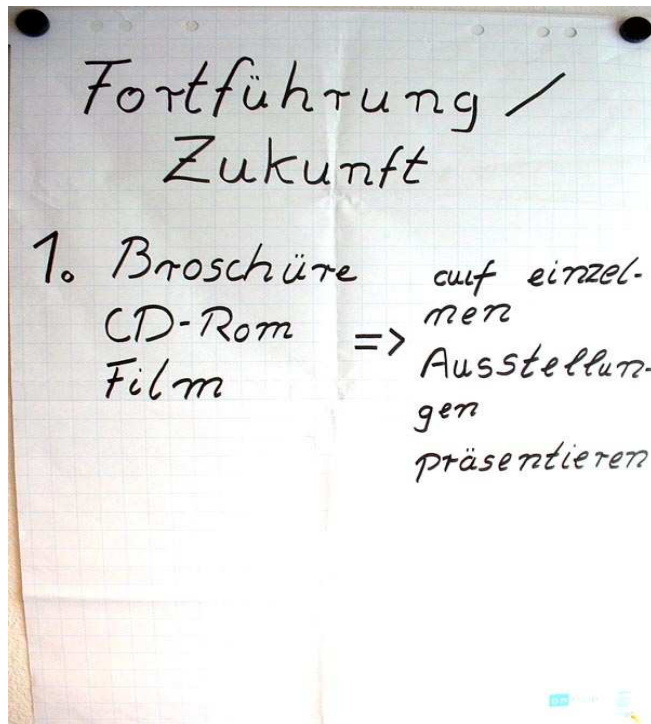 Fortführung /
Zukunft
1. Broschüre
CD-Rom
Film
=>
auf einzel-
nen
Ausstellun-
gen
präsentieren